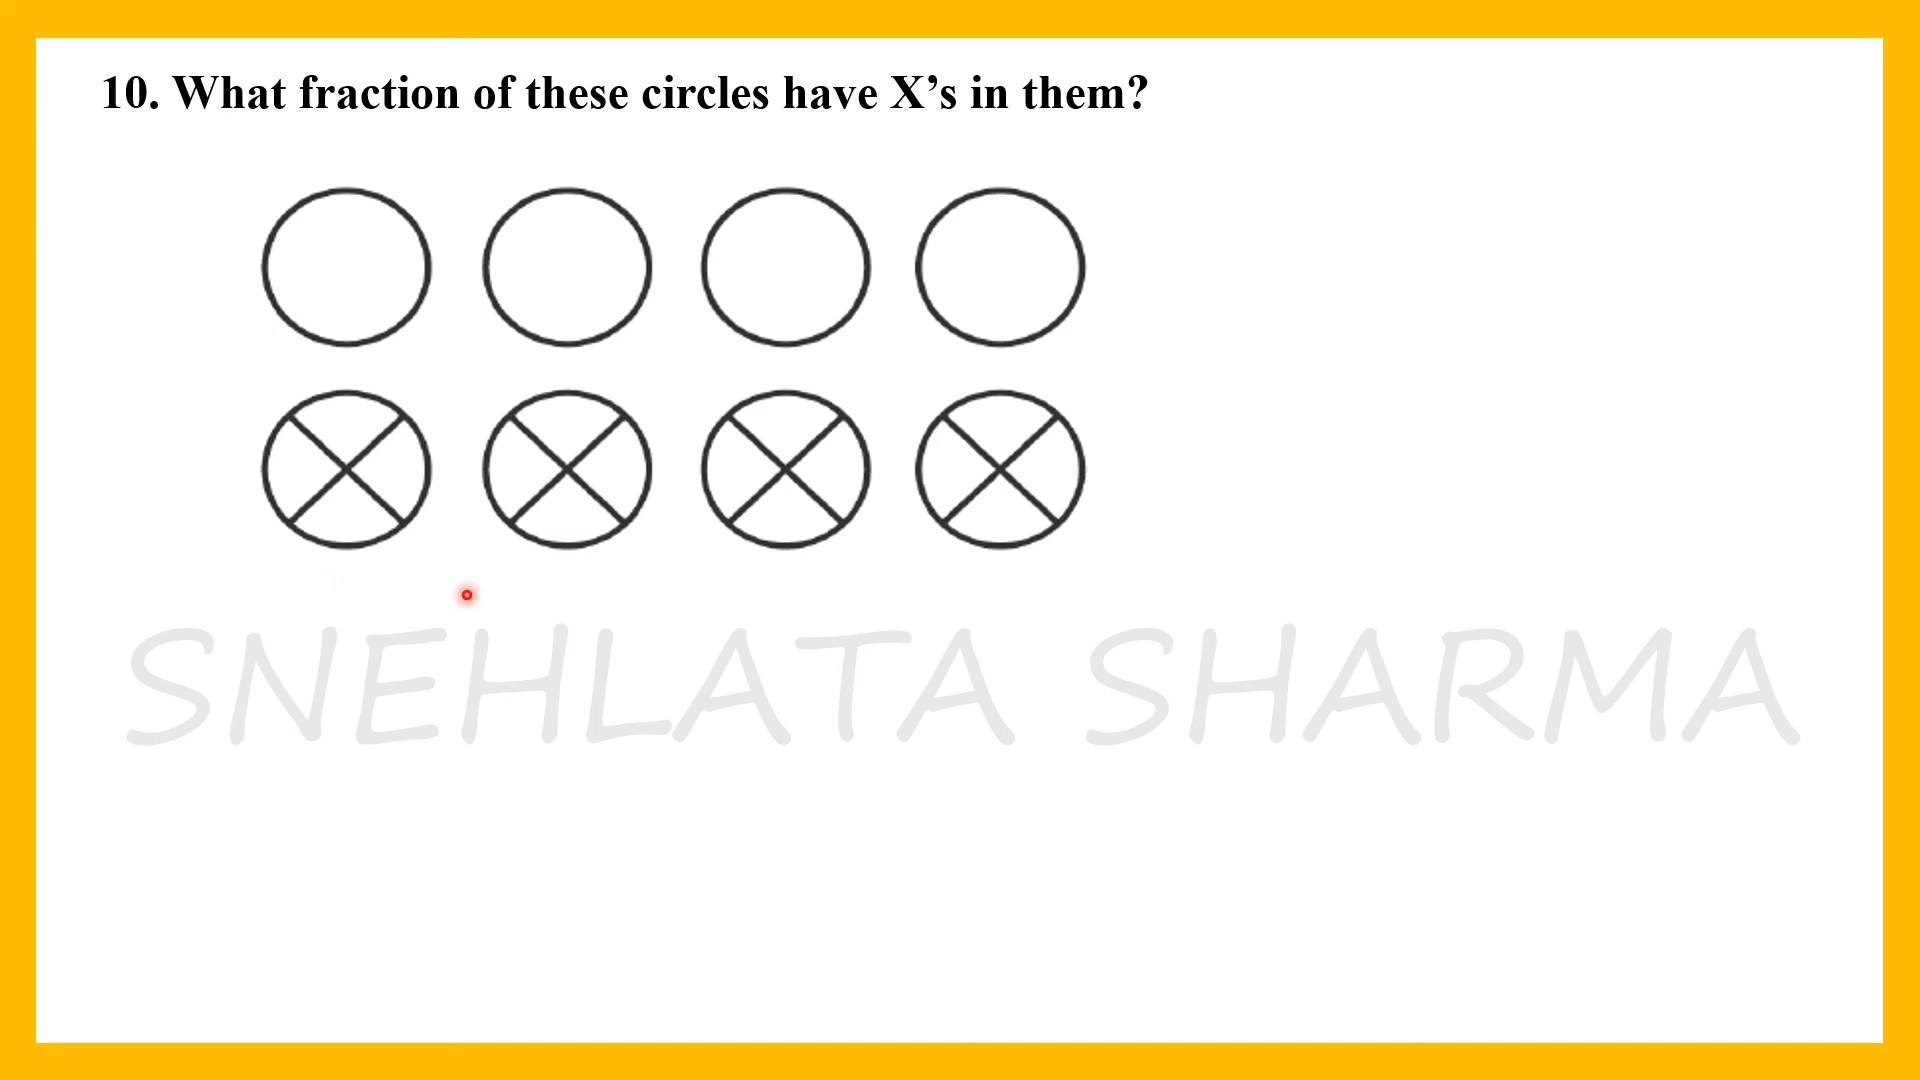 10. What fraction of these circles have X’s in them?
SNEHLATA SHARMA